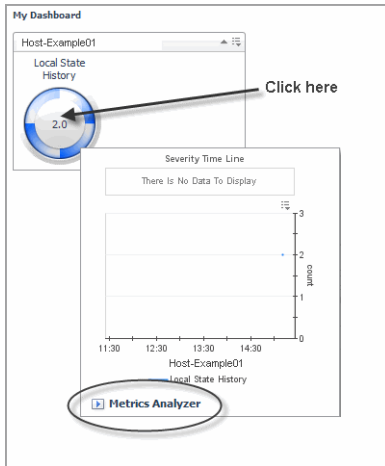 My Dashboard
Host-Example01
Local State
History
Click here
2.0
Severity Time Line
There Is No Data To Display
3
2
count
1
0
11:30 12:30 13:30 14:30
Host-Example01
Local State History
Metrics Analyzer